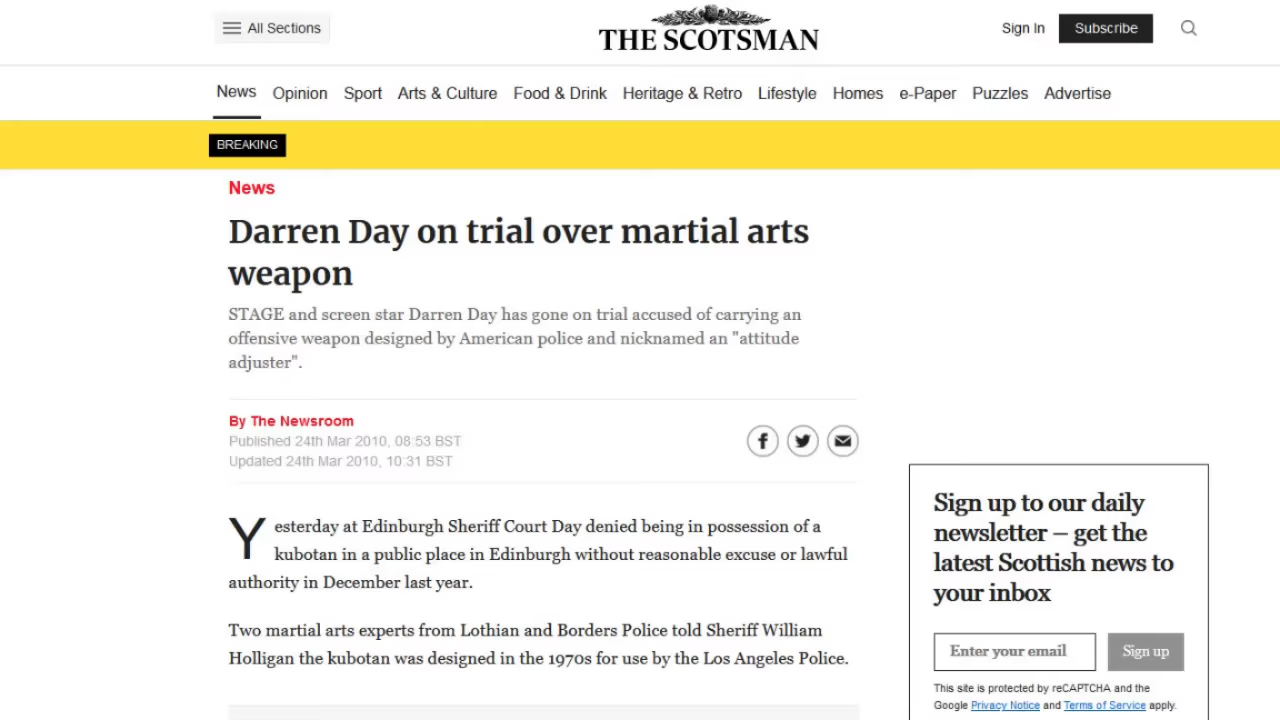 All Sections
THE SCOTSMAN
Sign In
Subscribe
News
Opinion
Sport
Arts & Culture
Food & Drink
Heritage & Retro
Lifestyle
Homes
e-Paper
Puzzles
Advertise
BREAKING
News
Darren Day on trial over martial arts
weapon
STAGE and screen star Darren Day has gone on trial accused of carrying an
offensive weapon designed by American police and nicknamed an "attitude
adjuster".
By The Newsroom
Published 24th Mar 2010, 08:53 BST
Updated 24th Mar 2010, 10:31 BST
Yesterday at Edinburgh Sheriff Court Day denied being in possession of a
kubotan in a public place in Edinburgh without reasonable excuse or lawful
authority in December last year.
Two martial arts experts from Lothian and Borders Police told Sheriff William
Holligan the kubotan was designed in the 1970s for use by the Los Angeles Police.
Sign up to our daily
newsletter – get the
latest Scottish news to
your inbox
Enter your email
Sign up
This site is protected by reCAPTCHA and the
Google Privacy Notice and Terms of Service apply.